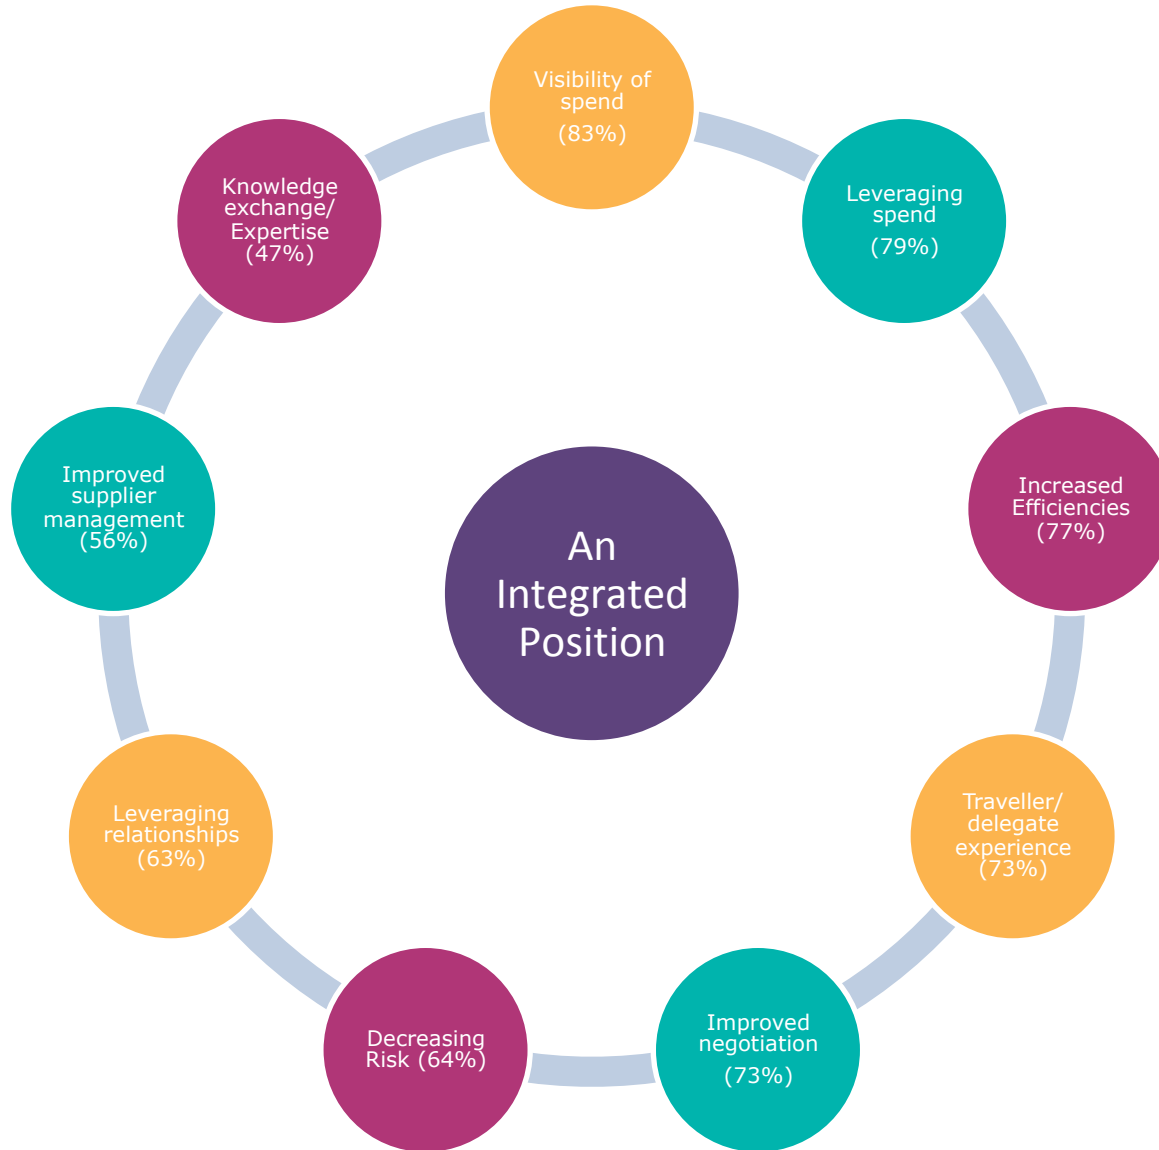 Visibility of
spend
(83%)
Leveraging
spend
(79%)
Increased
Efficiencies
(77%)
Traveller/
delegate
experience
(73%)
Improved
negotiation
(73%)
Decreasing
Risk (64%)
Leveraging
relationships
(63%)
Improved
supplier
management
(56%)
Knowledge
exchange/
Expertise
(47%)
An
Integrated
Position